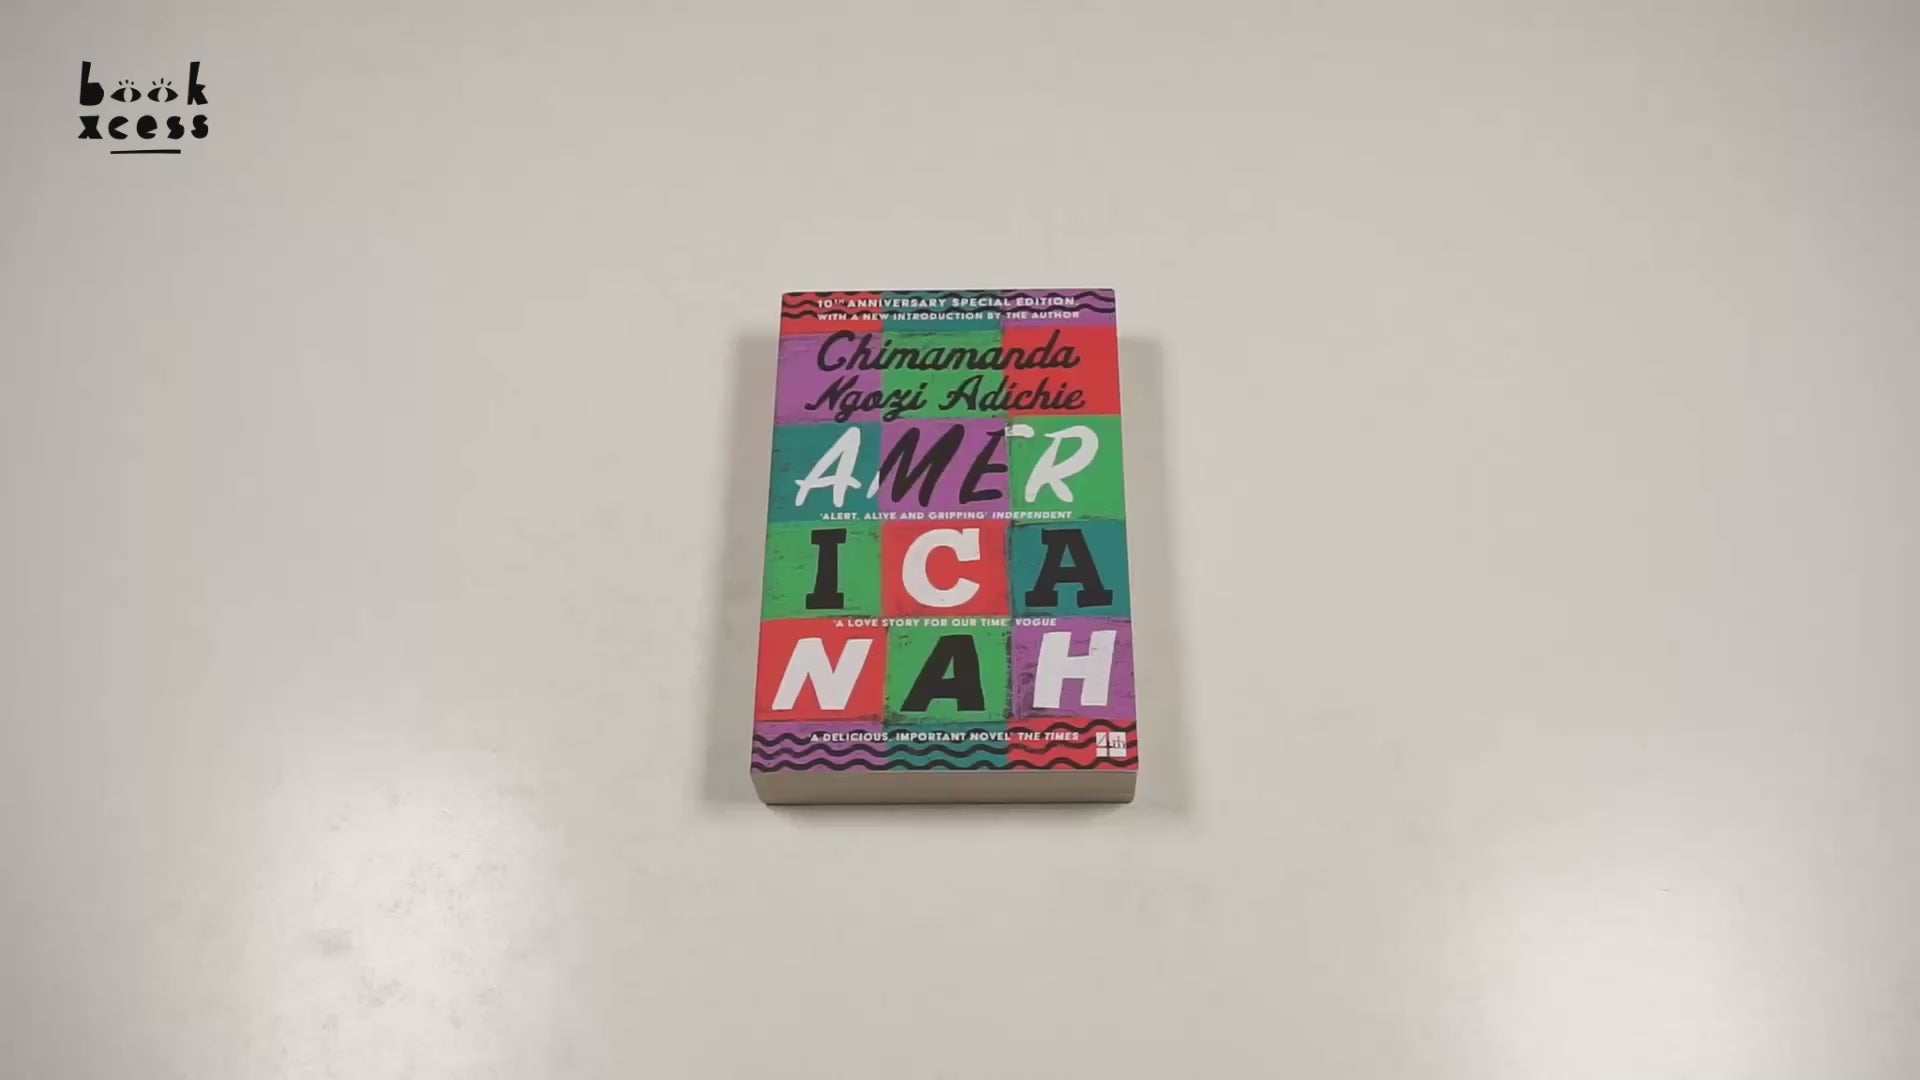 book
xcess
10TH ANNIVERSARY SPECIAL EDITION
WITH A NEW INTRODUCTION BY THE AUTHOR
Chimamanda
Ngozi Adichie
AMER
'ALERT, ALIVE AND GRIPPING' INDEPENDENT
ICA
'A LOVE STORY FOR OUR TIME' VOGUE
NAH
'A DELICIOUS, IMPORTANT NOVEL' THE TIMES
4th